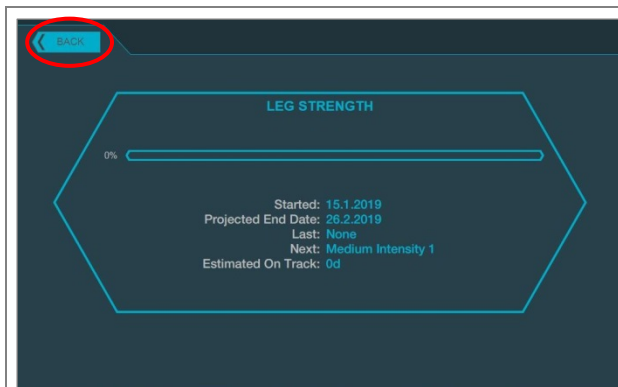 BACK
LEG STRENGTH
0%
Started: 15.1.2019
Projected End Date: 26.2.2019
Last: None
Next: Medium Intensity 1
Estimated On Track: 0d